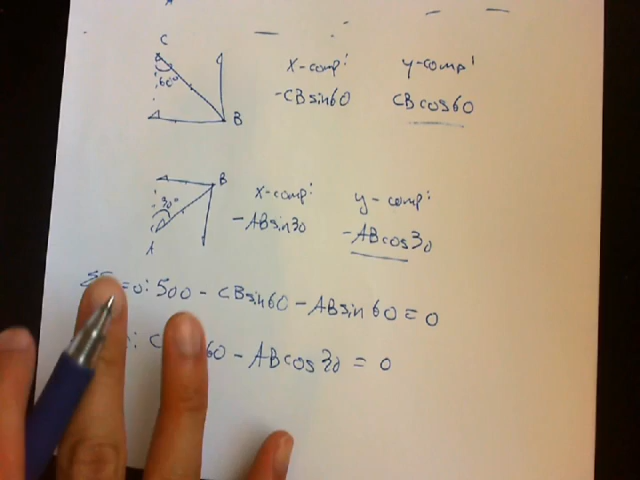 A
C
x-comp: y-comp:
60°
-CBsin60 CBcos60
B
B
x-comp: y-comp:
30°
-ABsin30 -ABcos30
A
=0: 500 - CBsin60 - ABsin60 = 0
: C 60 - ABcos30 = 0